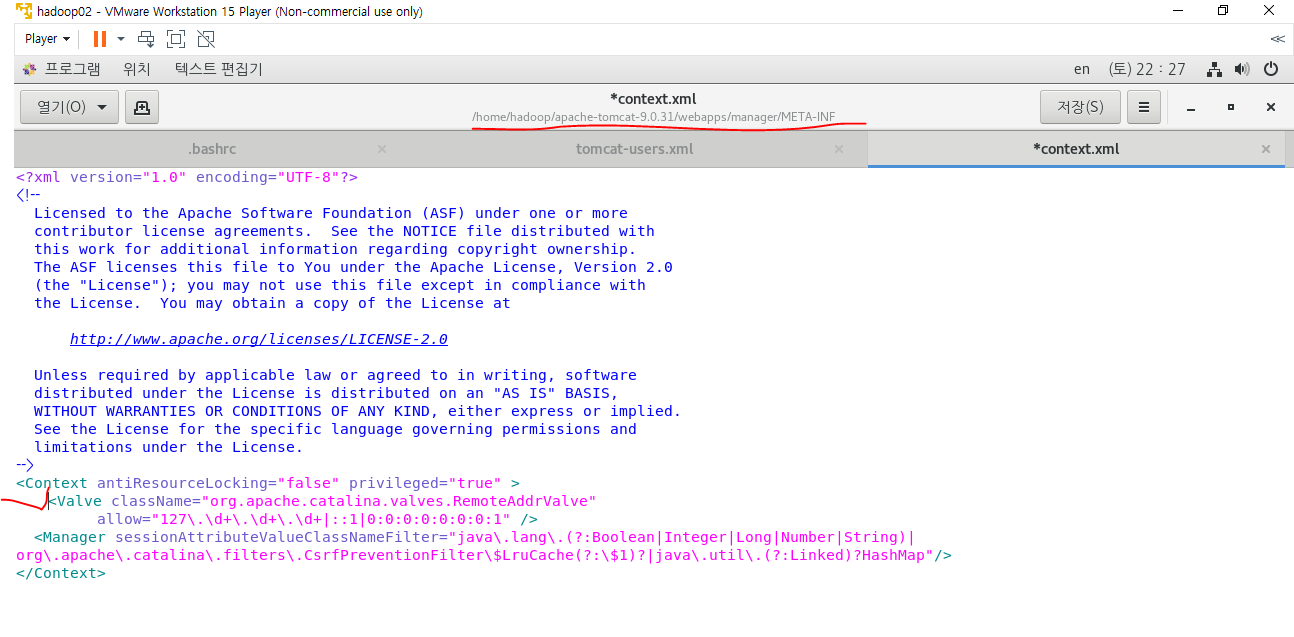 hadoop02 - VMware Workstation 15 Player (Non-commercial use only)
Player
프로그램 위치 텍스트 편집기 en (토) 22 : 27
열기(O) *context.xml 저장(S)
/home/hadoop/apache-tomcat-9.0.31/webapps/manager/META-INF
.bashrc tomcat-users.xml *context.xml
<?xml version="1.0" encoding="UTF-8"?>
<!--
  Licensed to the Apache Software Foundation (ASF) under one or more
  contributor license agreements.  See the NOTICE file distributed with
  this work for additional information regarding copyright ownership.
  The ASF licenses this file to You under the Apache License, Version 2.0
  (the "License"); you may not use this file except in compliance with
  the License.  You may obtain a copy of the License at

      http://www.apache.org/licenses/LICENSE-2.0

  Unless required by applicable law or agreed to in writing, software
  distributed under the License is distributed on an "AS IS" BASIS,
  WITHOUT WARRANTIES OR CONDITIONS OF ANY KIND, either express or implied.
  See the License for the specific language governing permissions and
  limitations under the License.
-->
<Context antiResourceLocking="false" privileged="true" >
    <Valve className="org.apache.catalina.valves.RemoteAddrValve"
         allow="127\.\d+\.\d+\.\d+|::1|0:0:0:0:0:0:0:1" />
  <Manager sessionAttributeValueClassNameFilter="java\.lang\.(?:Boolean|Integer|Long|Number|String)|
org\.apache\.catalina\.filters\.CsrfPreventionFilter\$LruCache(?:\$1)?|java\.util\.(?:Linked)?HashMap"/>
</Context>